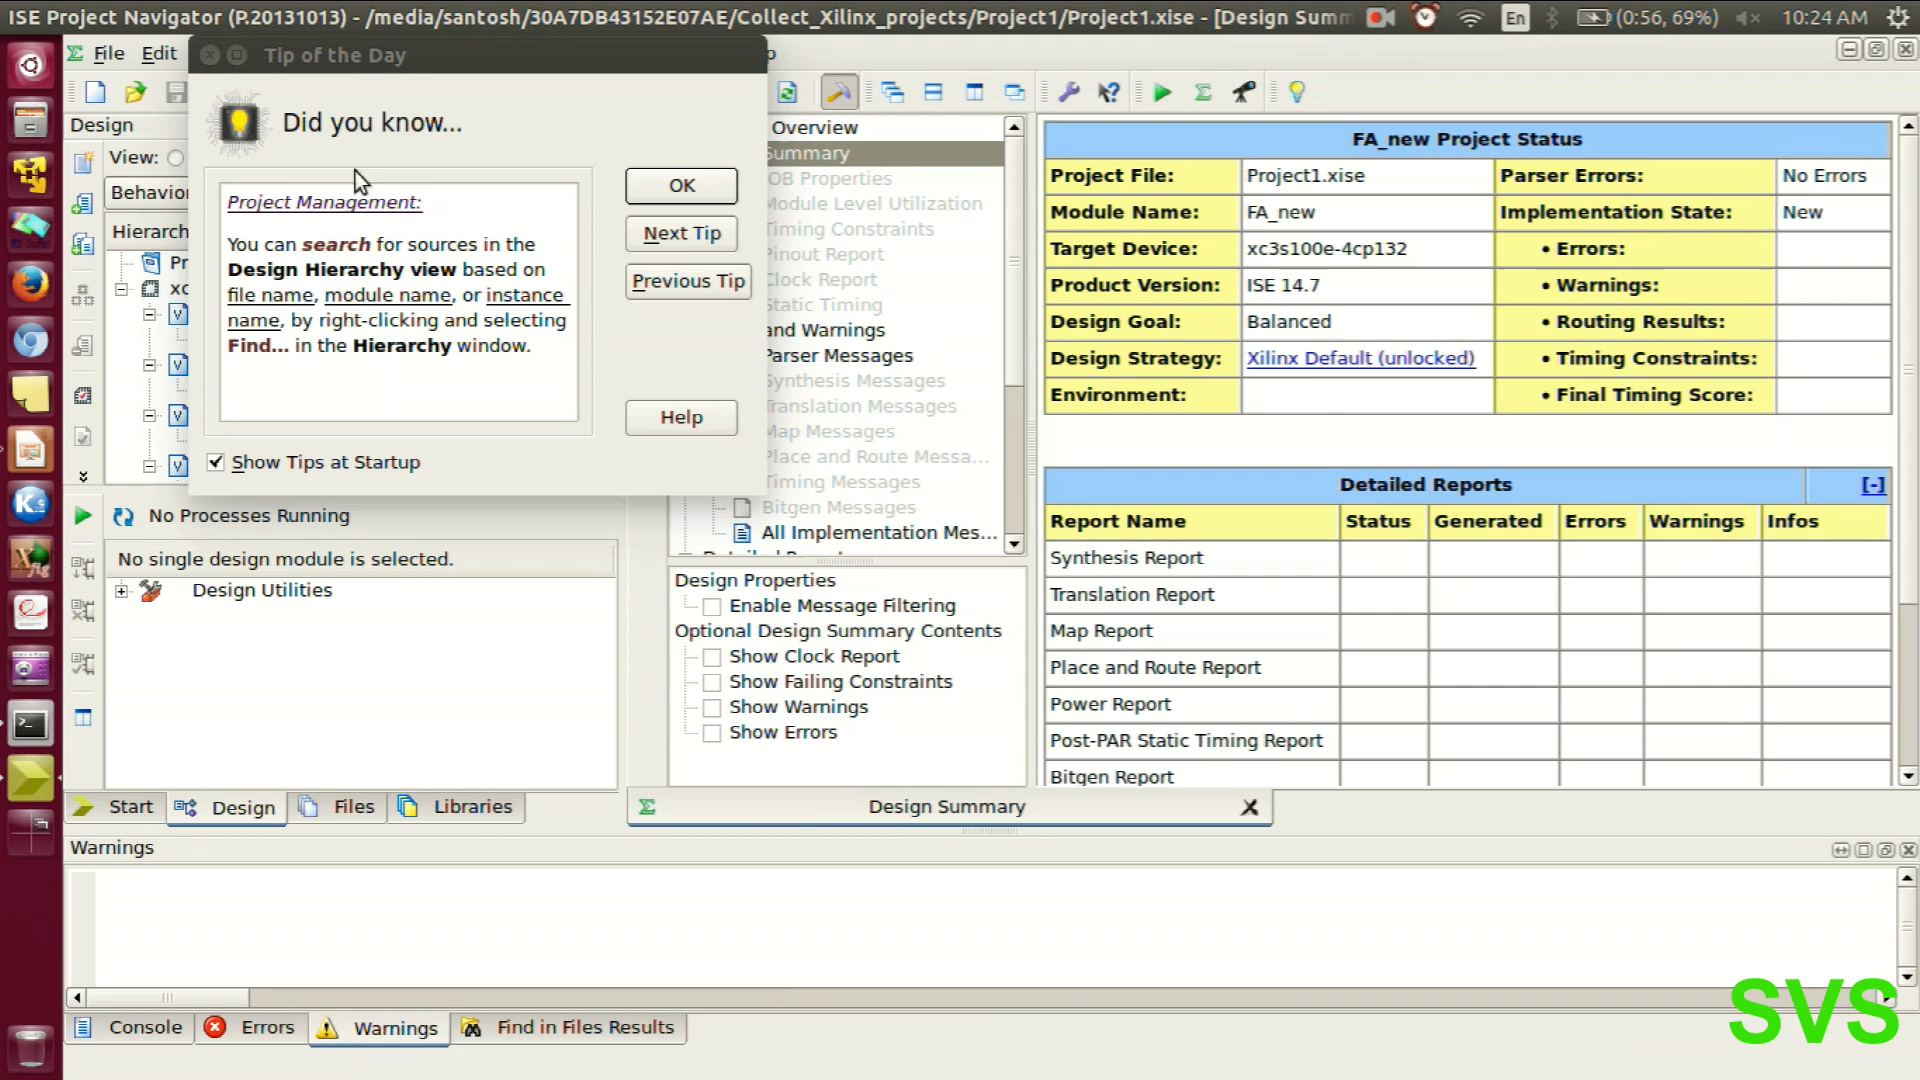 ISE Project Navigator (P.20131013) - /media/santosh/30A7DB43152E07AE/Collect_Xilinx_projects/Project1/Project1.xise - [Design Summ
En
(0:56, 69%)
10:24 AM
File Edit
Tip of the Day
Did you know...
Project Management:
You can search for sources in the
Design Hierarchy view based on
file name, module name, or instance
name, by right-clicking and selecting
Find... in the Hierarchy window.
OK
Next Tip
Previous Tip
Help
Show Tips at Startup
Design
View:
Behavio
Hierarch
Pr
xc
No Processes Running
No single design module is selected.
Design Utilities
Start
Design
Files
Libraries
Overview
Summary
IOB Properties
Module Level Utilization
Timing Constraints
Pinout Report
Clock Report
Static Timing
and Warnings
Parser Messages
Synthesis Messages
Translation Messages
Map Messages
Place and Route Messa...
Timing Messages
Bitgen Messages
All Implementation Mes...
Design Properties
Enable Message Filtering
Optional Design Summary Contents
Show Clock Report
Show Failing Constraints
Show Warnings
Show Errors
Design Summary
FA_new Project Status
Project File: Project1.xise Parser Errors: No Errors
Module Name: FA_new Implementation State: New
Target Device: xc3s100e-4cp132 • Errors:
Product Version: ISE 14.7 • Warnings:
Design Goal: Balanced • Routing Results:
Design Strategy: Xilinx Default (unlocked) • Timing Constraints:
Environment: • Final Timing Score:
Detailed Reports [-]
Report Name Status Generated Errors Warnings Infos
Synthesis Report
Translation Report
Map Report
Place and Route Report
Power Report
Post-PAR Static Timing Report
Bitgen Report
Warnings
Console
Errors
Warnings
Find in Files Results
SVS